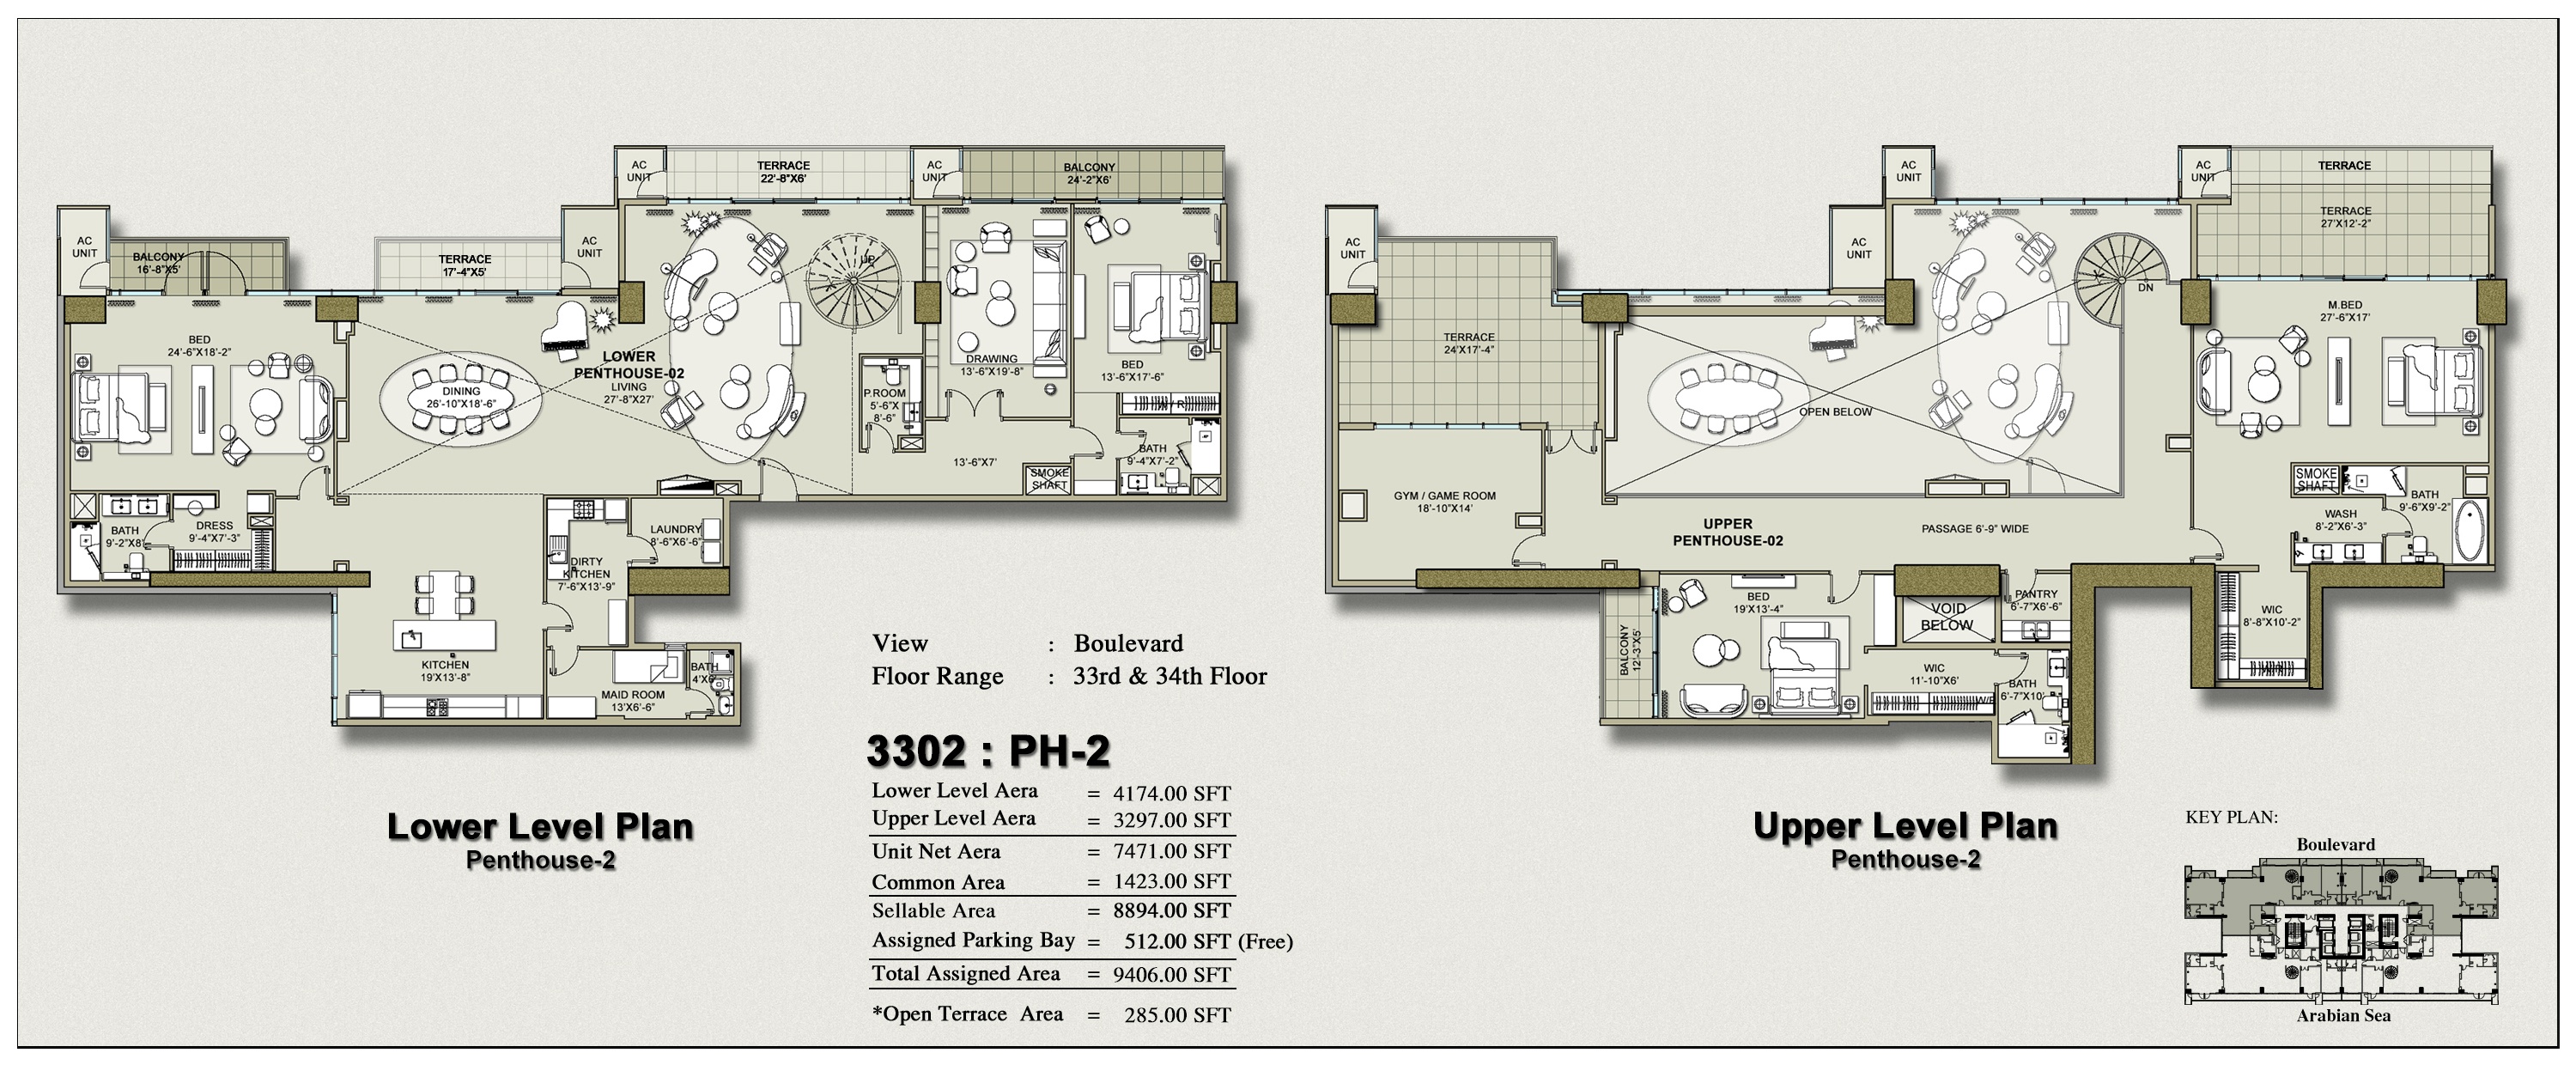 AC
UNIT
BALCONY
16'-8"X5'
TERRACE
17'-4"X5'
AC
UNIT
AC
UNIT
TERRACE
22'-8"X6'
AC
UNIT
BALCONY
24'-2"X6'
BED
24'-6"X18'-2"
DINING
26'-10"X18'-6"
LOWER
PENTHOUSE-02
LIVING
27'-8"X27'
UP
P.ROOM
5'-6"X
8'-6"
DRAWING
13'-6"X19'-8"
BED
13'-6"X17'-6"
13'-6"X7'
SMOKE
SHAFT
BATH
9'-4"X7'-2"
BATH
9'-2"X8'
DRESS
9'-4"X7'-3"
LAUNDRY
8'-6"X6'-6"
DIRTY
KITCHEN
7'-6"X13'-9"
KITCHEN
19'X13'-8"
MAID ROOM
13'X6'-6"
BATH
4'X6'
Lower Level Plan
Penthouse-2
View : Boulevard
Floor Range : 33rd & 34th Floor
3302 : PH-2
Lower Level Aera = 4174.00 SFT
Upper Level Aera = 3297.00 SFT
Unit Net Aera = 7471.00 SFT
Common Area = 1423.00 SFT
Sellable Area = 8894.00 SFT
Assigned Parking Bay = 512.00 SFT (Free)
Total Assigned Area = 9406.00 SFT
*Open Terrace Area = 285.00 SFT
AC
UNIT
AC
UNIT
AC
UNIT
AC
UNIT
TERRACE
TERRACE
27'X12'-2"
TERRACE
24'X17'-4"
DN
M.BED
27'-6"X17'
OPEN BELOW
GYM / GAME ROOM
18'-10"X14'
UPPER
PENTHOUSE-02
PASSAGE 6'-9" WIDE
SMOKE
SHAFT
BATH
9'-6"X9'-2"
WASH
8'-2"X6'-3"
BED
19'X13'-4"
BALCONY
12'-3"X5'
VOID
BELOW
PANTRY
6'-7"X6'-6"
WIC
11'-10"X6'
BATH
6'-7"X10'
WIC
8'-8"X10'-2"
Upper Level Plan
Penthouse-2
KEY PLAN:
Boulevard
Arabian Sea